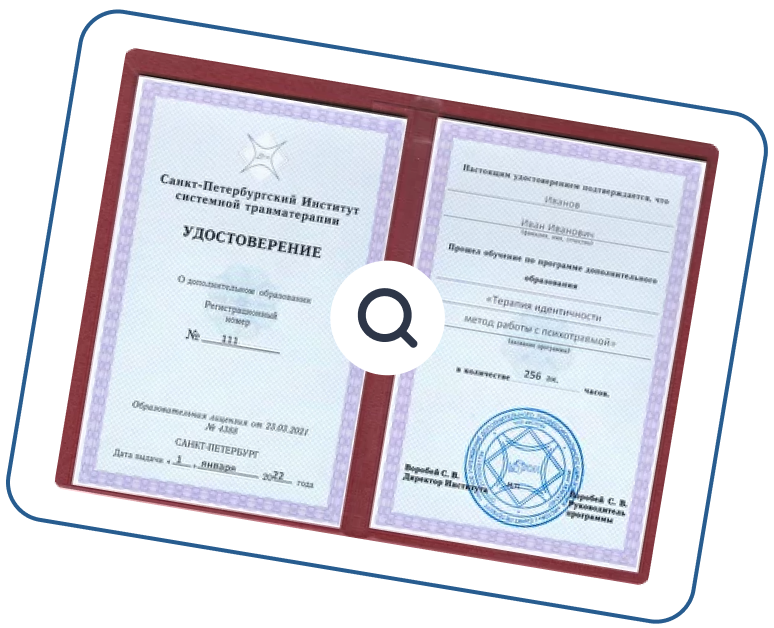 Санкт-Петербургский Институт
системной травматерапии
УДОСТОВЕРЕНИЕ
О дополнительном образовании
Регистрационный
номер
№ 111
Образовательная лицензия от 23.03.2021
№ 4388
САНКТ-ПЕТЕРБУРГ
Дата выдачи « 1 » января 2022 года
Настоящим удостоверением подтверждается, что
Иванов
Иван Иванович
(фамилия, имя, отчество)
Прошел обучение по программе дополнительного
образования
«Терапия идентичности
метод работы с психотравмой»
(название программы)
в количестве 256 ак. часов.
Воробей С. В.
Директор Института
М.П.
Воробей С. В.
Руководитель
программы